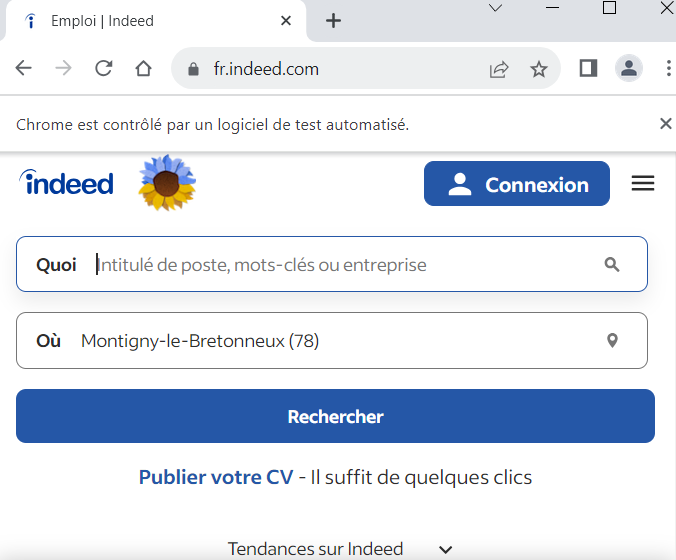 Emploi | Indeed
fr.indeed.com
Chrome est contrôlé par un logiciel de test automatisé.
indeed
Connexion
Quoi Intitulé de poste, mots-clés ou entreprise
Où Montigny-le-Bretonneux (78)
Rechercher
Publier votre CV - Il suffit de quelques clics
Tendances sur Indeed